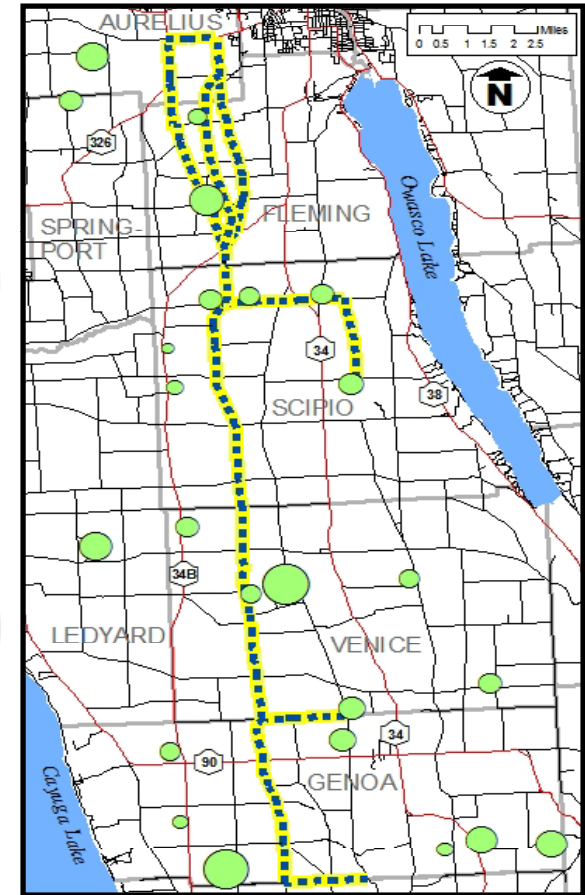 AURELIUS
Miles
0 0.5 1 1.5 2 2.5
N
326
Owasco Lake
SPRING-
PORT
FLEMING
34
38
SCIPIO
34B
LEDYARD
VENICE
34
90
GENOA
Cayuga Lake